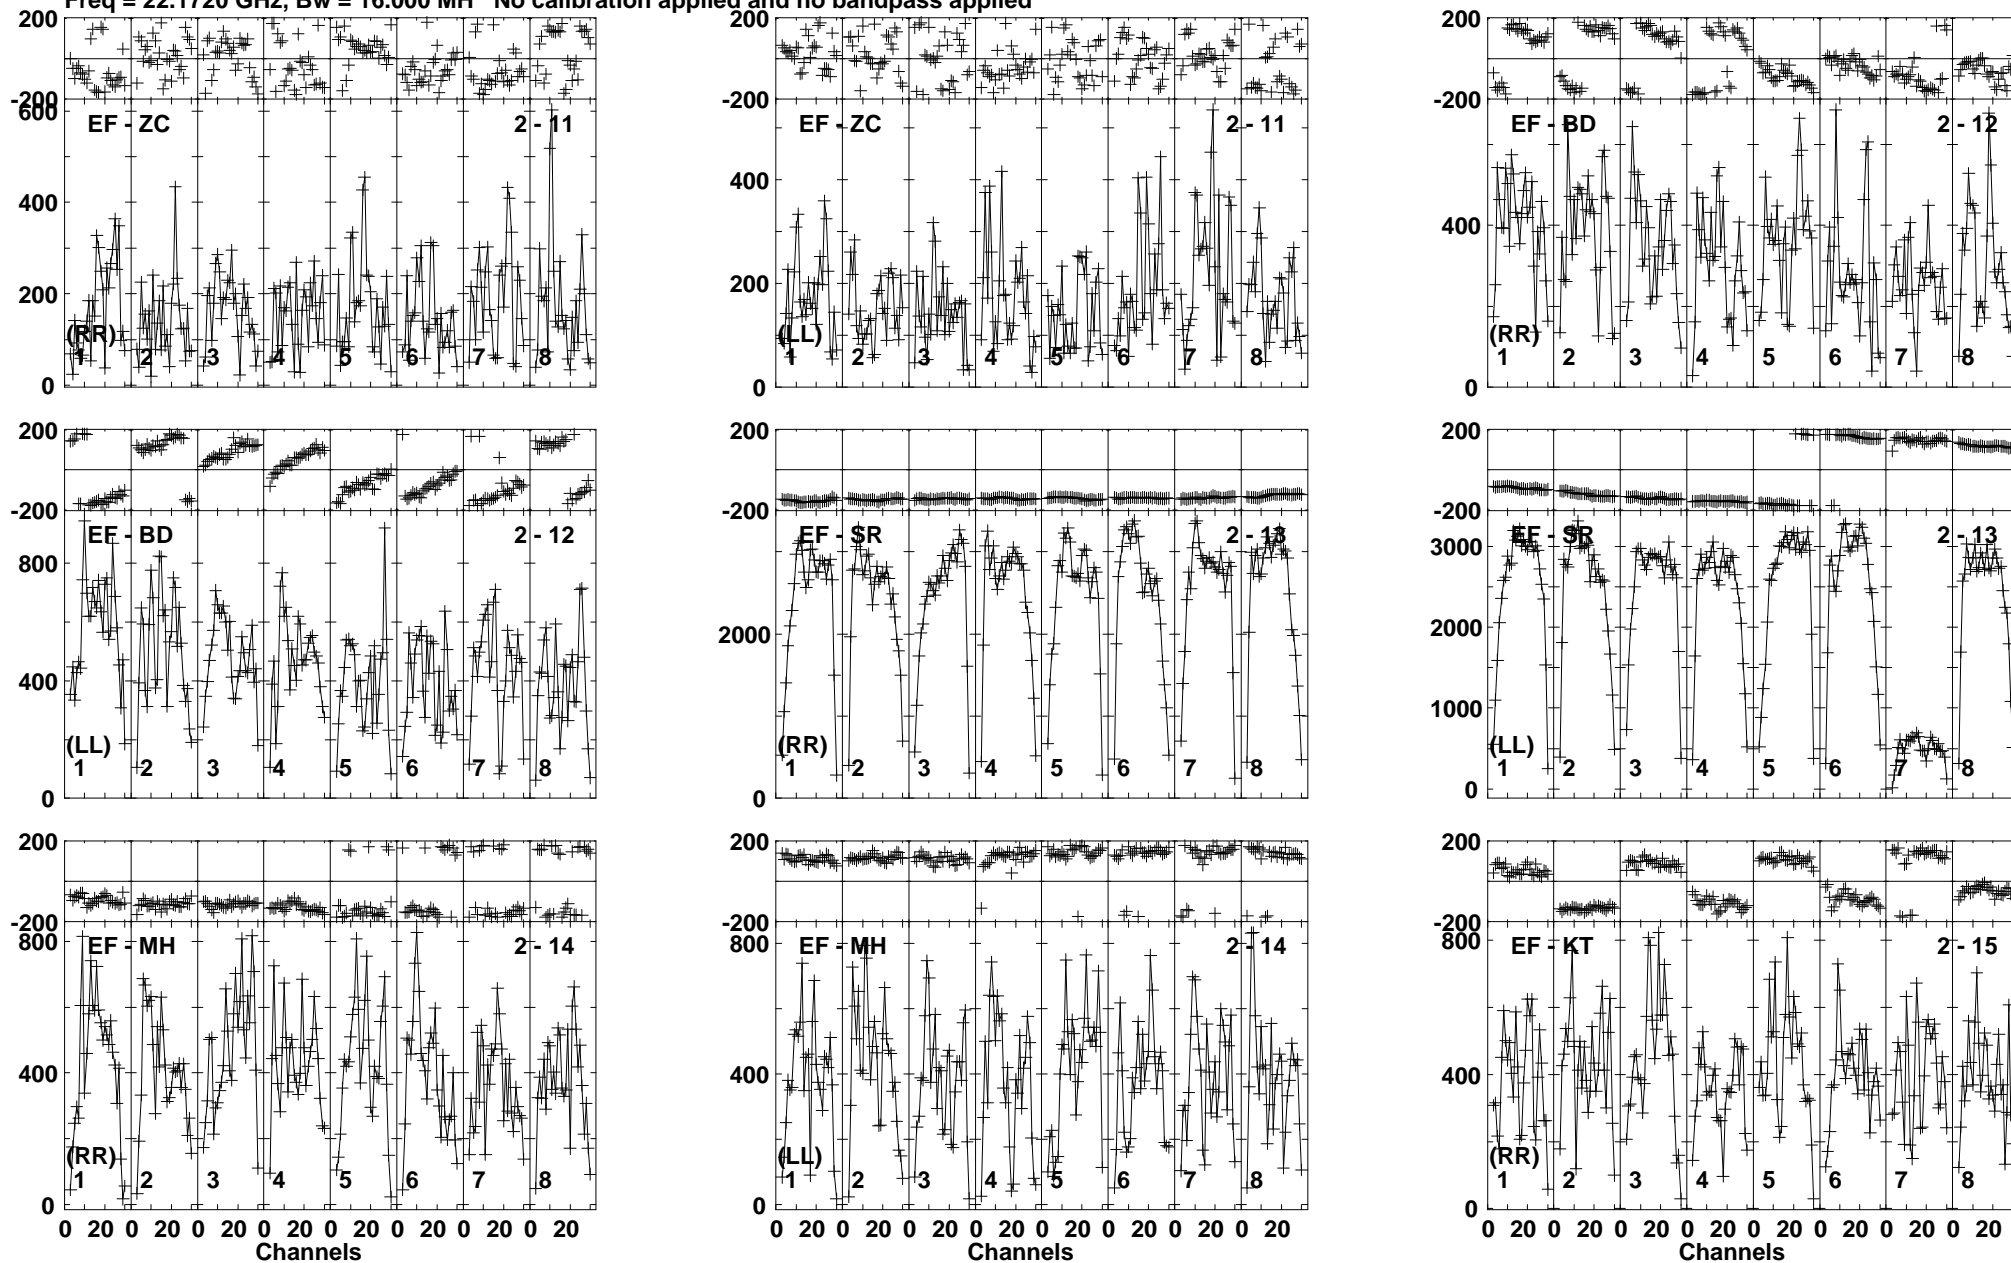 Freq = 22.1720 GHz, Bw = 16.000 MH No calibration applied and no bandpass applied
200
-200
600
400
200
0
EF - ZC 2 - 11
(RR)
1 2 3 4 5 6 7 8
200
-200
400
200
0
EF - ZC 2 - 11
(LL)
1 2 3 4 5 6 7 8
200
-200
400
0
EF - BD 2 - 12
(RR)
1 2 3 4 5 6 7 8
200
-200
800
400
0
EF - BD 2 - 12
(LL)
1 2 3 4 5 6 7 8
200
-200
2000
0
EF - SR 2 - 13
(RR)
1 2 3 4 5 6 7 8
200
-200
3000
2000
1000
0
EF - SR 2 - 13
(LL)
1 2 3 4 5 6 7 8
200
-200
800
400
0
EF - MH 2 - 14
(RR)
1 2 3 4 5 6 7 8
0 20 0 20 0 20 0 20 0 20 0 20 0 20 0 20
Channels
200
-200
800
400
0
EF - MH 2 - 14
(LL)
1 2 3 4 5 6 7 8
0 20 0 20 0 20 0 20 0 20 0 20 0 20 0 20
Channels
200
-200
800
400
0
EF - KT 2 - 15
(RR)
1 2 3 4 5 6 7 8
0 20 0 20 0 20 0 20 0 20 0 20 0 20 0 20
Channels